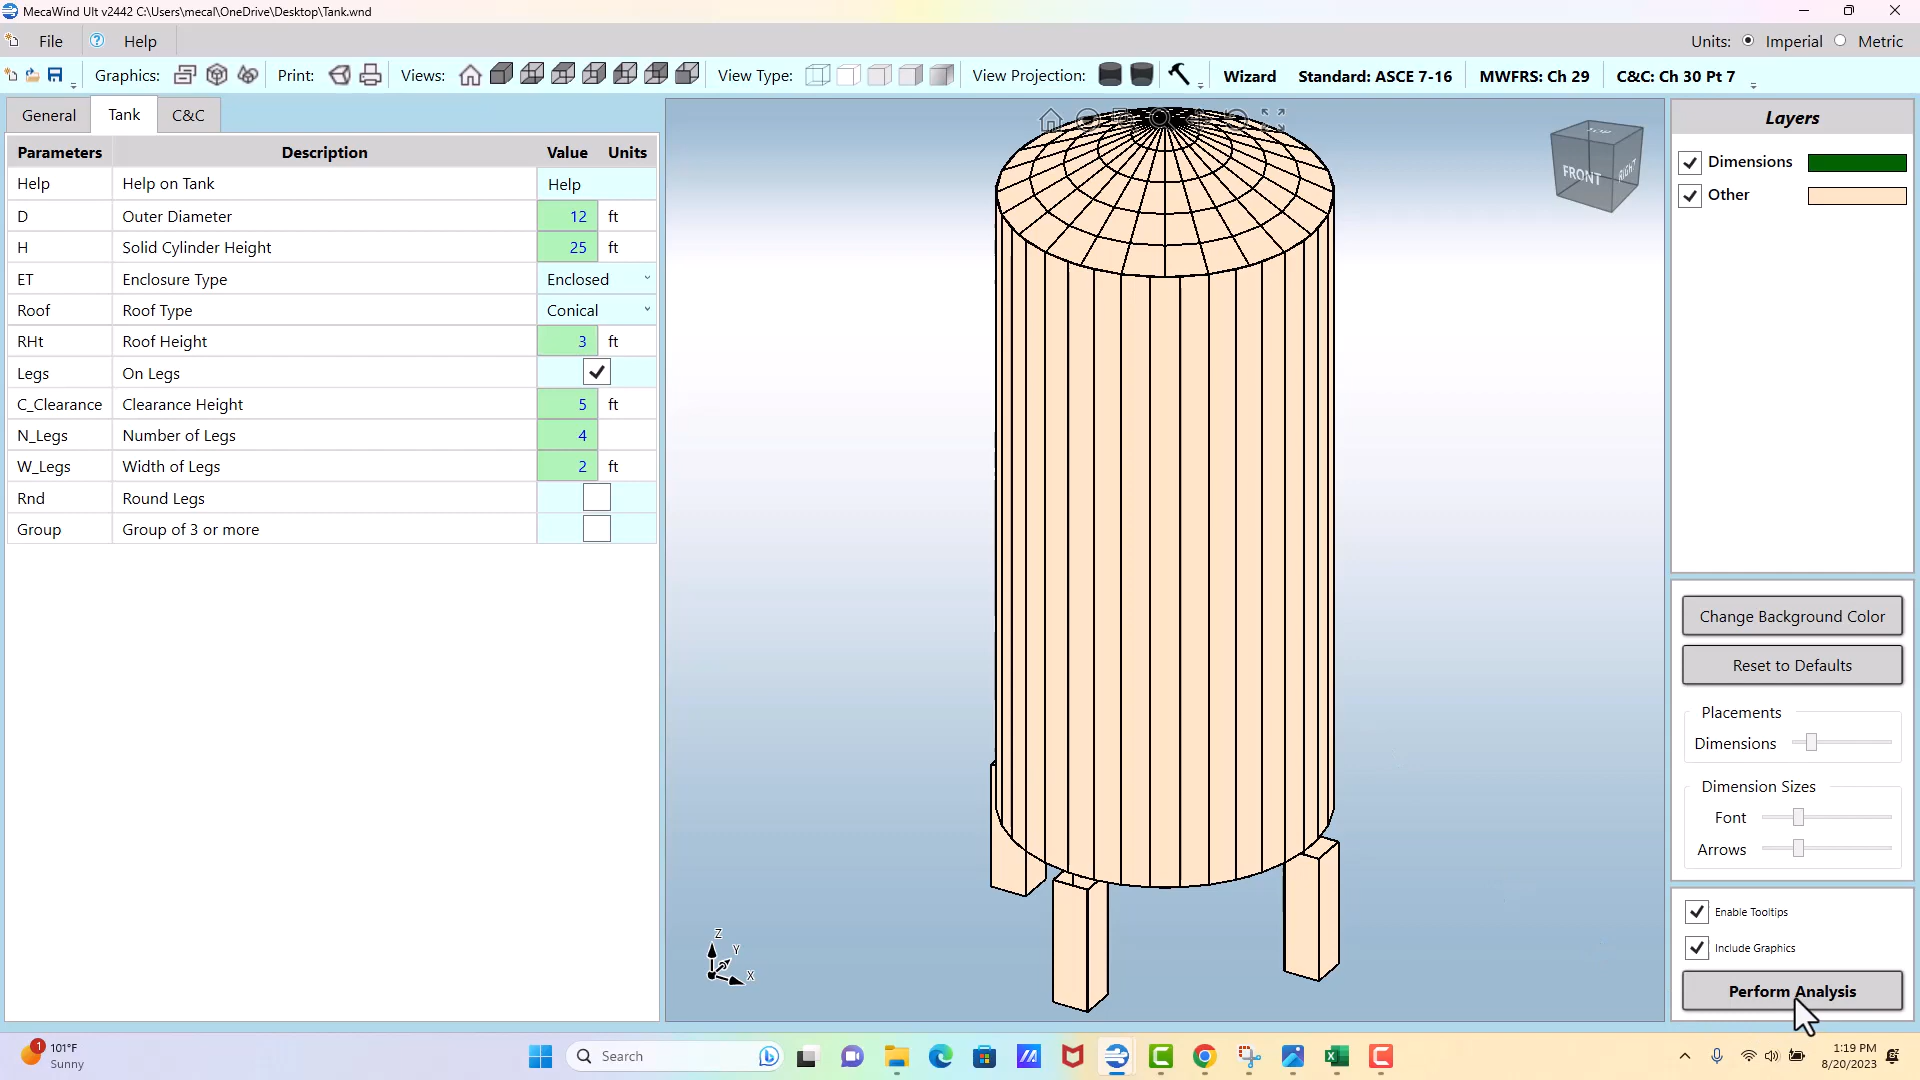 MecaWind Ult v2442 C:\Users\mecal\OneDrive\Desktop\Tank.wnd
File Help Units: Imperial Metric
Graphics: Print: Views: View Type: View Projection: Wizard Standard: ASCE 7-16 MWFRS: Ch 29 C&C: Ch 30 Pt 7
General Tank C&C
Parameters Description Value Units
Help Help on Tank Help
D Outer Diameter 12 ft
H Solid Cylinder Height 25 ft
ET Enclosure Type Enclosed
Roof Roof Type Conical
RHt Roof Height 3 ft
Legs On Legs
C_Clearance Clearance Height 5 ft
N_Legs Number of Legs 4
W_Legs Width of Legs 2 ft
Rnd Round Legs
Group Group of 3 or more
TOP
FRONT
RIGHT
Z
Y
X
Layers
Dimensions
Other
Change Background Color
Reset to Defaults
Placements
Dimensions
Dimension Sizes
Font
Arrows
Enable Tooltips
Include Graphics
Perform Analysis
1
101°F
Sunny
Search
1:19 PM
8/20/2023